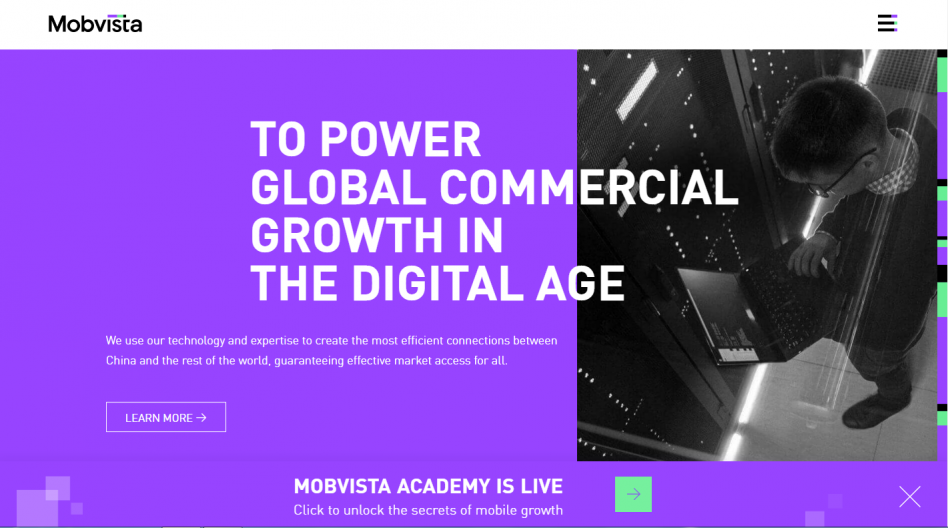 Mobvista
TO POWER
GLOBAL COMMERCIAL
GROWTH IN
THE DIGITAL AGE
We use our technology and expertise to create the most efficient connections between
China and the rest of the world, guaranteeing effective market access for all.
LEARN MORE →
MOBVISTA ACADEMY IS LIVE
Click to unlock the secrets of mobile growth